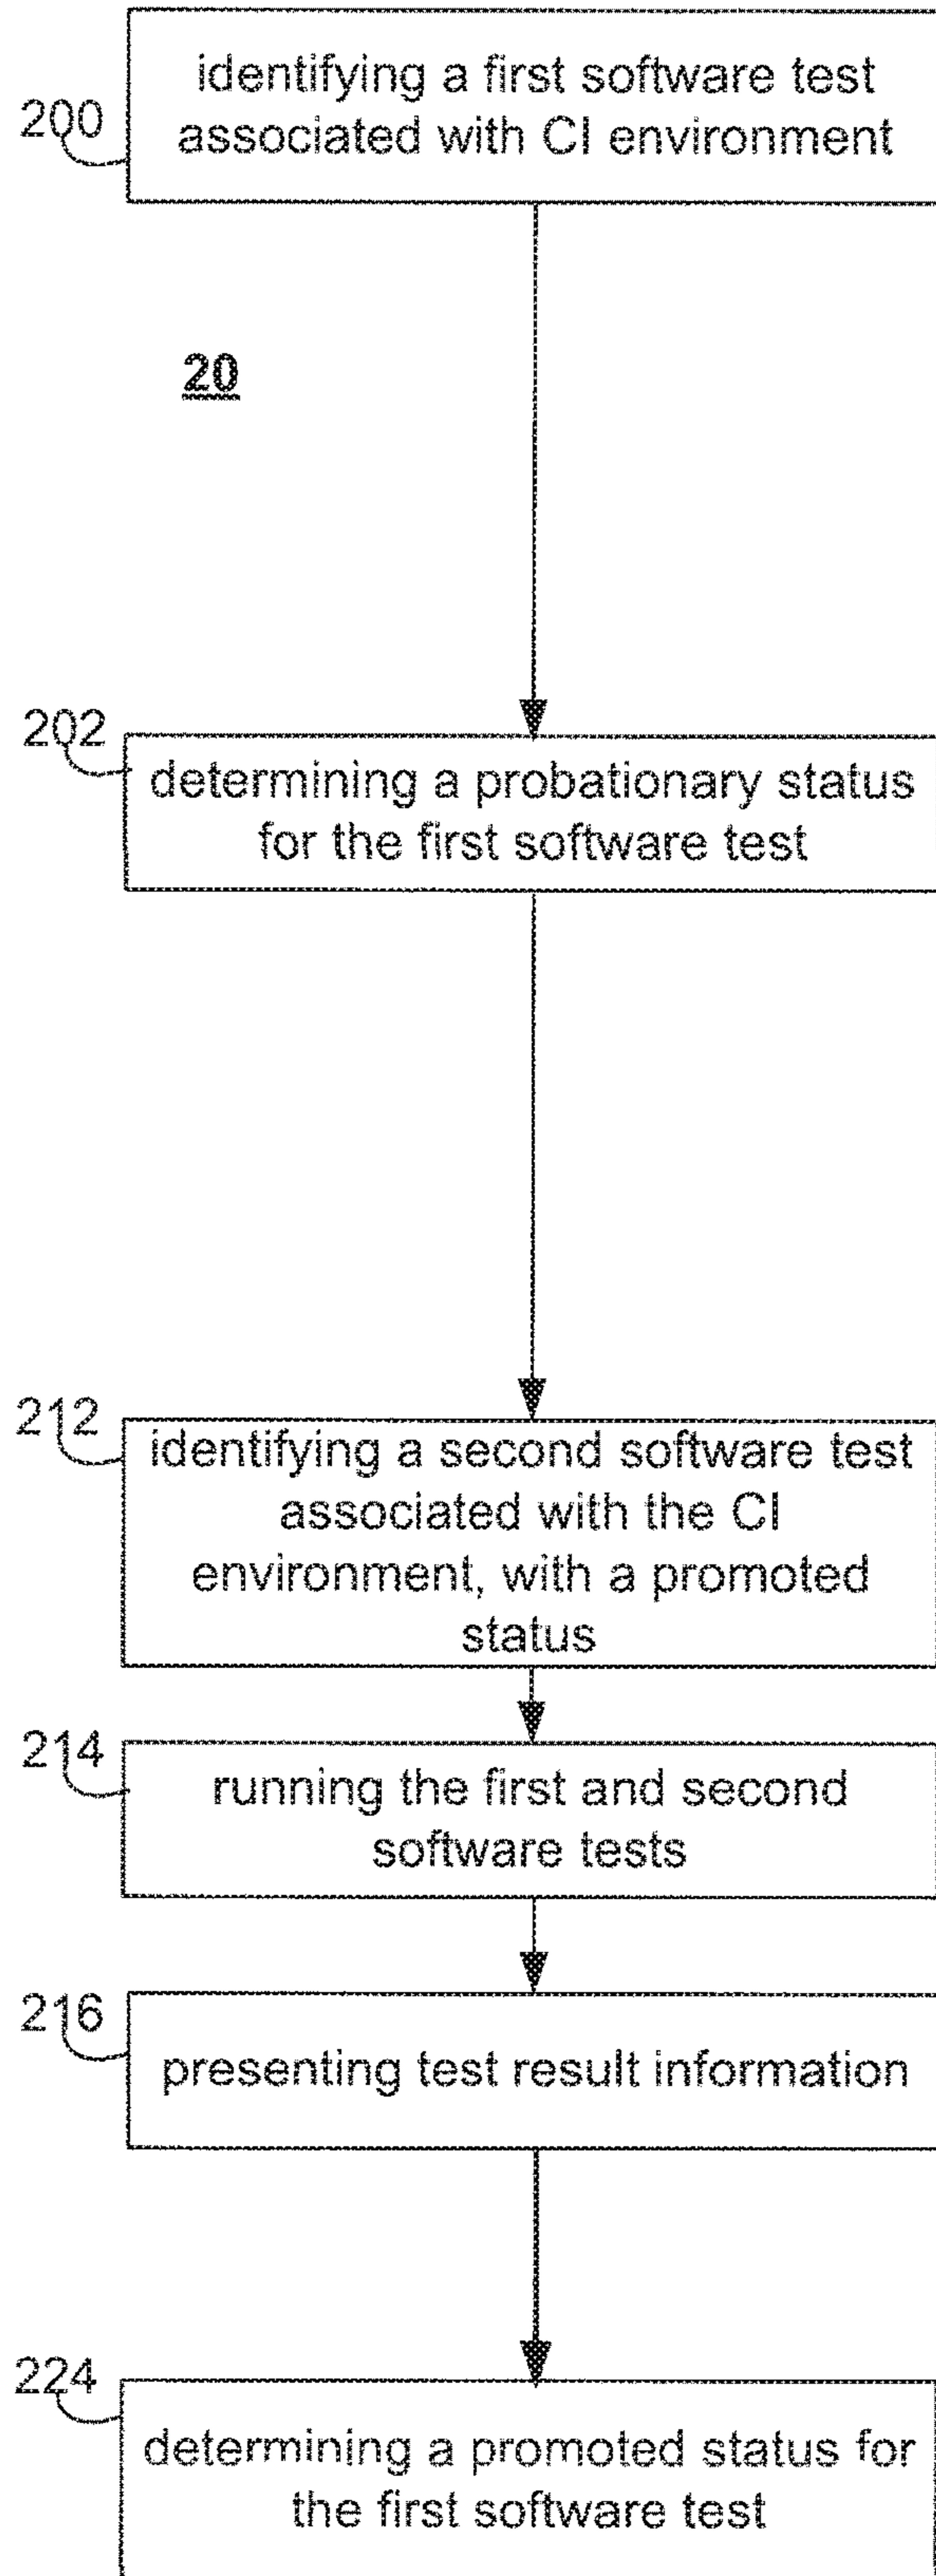 identifying a first software test
200
associated with CI environment
20
202
determining a probationary status
for the first software test
212
identifying a second software test
associated with the CI
environment, with a promoted
status
214
running the first and second
software tests
216
presenting test result information
224
determining a promoted status for
the first software test